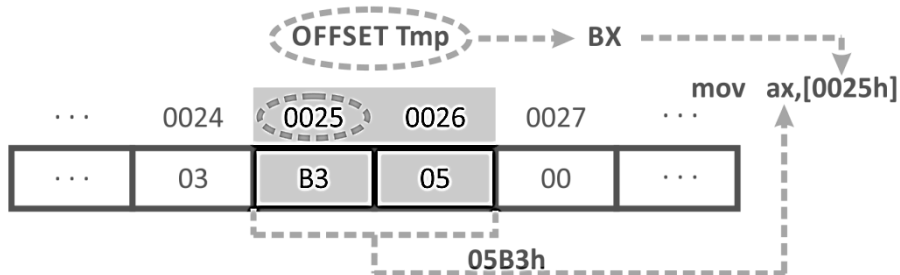 OFFSET Tmp BX
mov ax,[0025h]
... 0024 0025 0026 0027 ...
... 03 B3 05 00 ...
05B3h